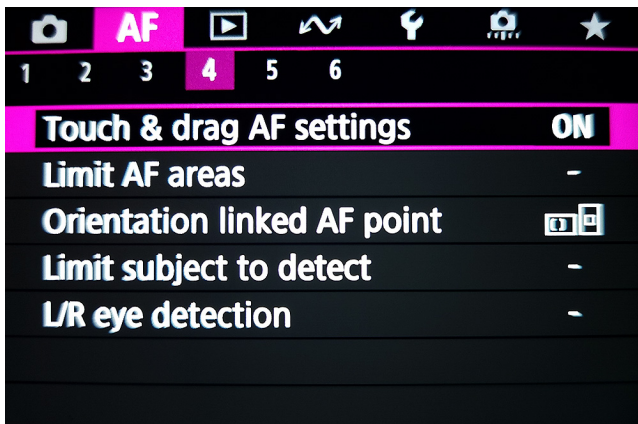 AF
1 2 3 4 5 6
Touch & drag AF settings ON
Limit AF areas -
Orientation linked AF point
Limit subject to detect -
L/R eye detection -